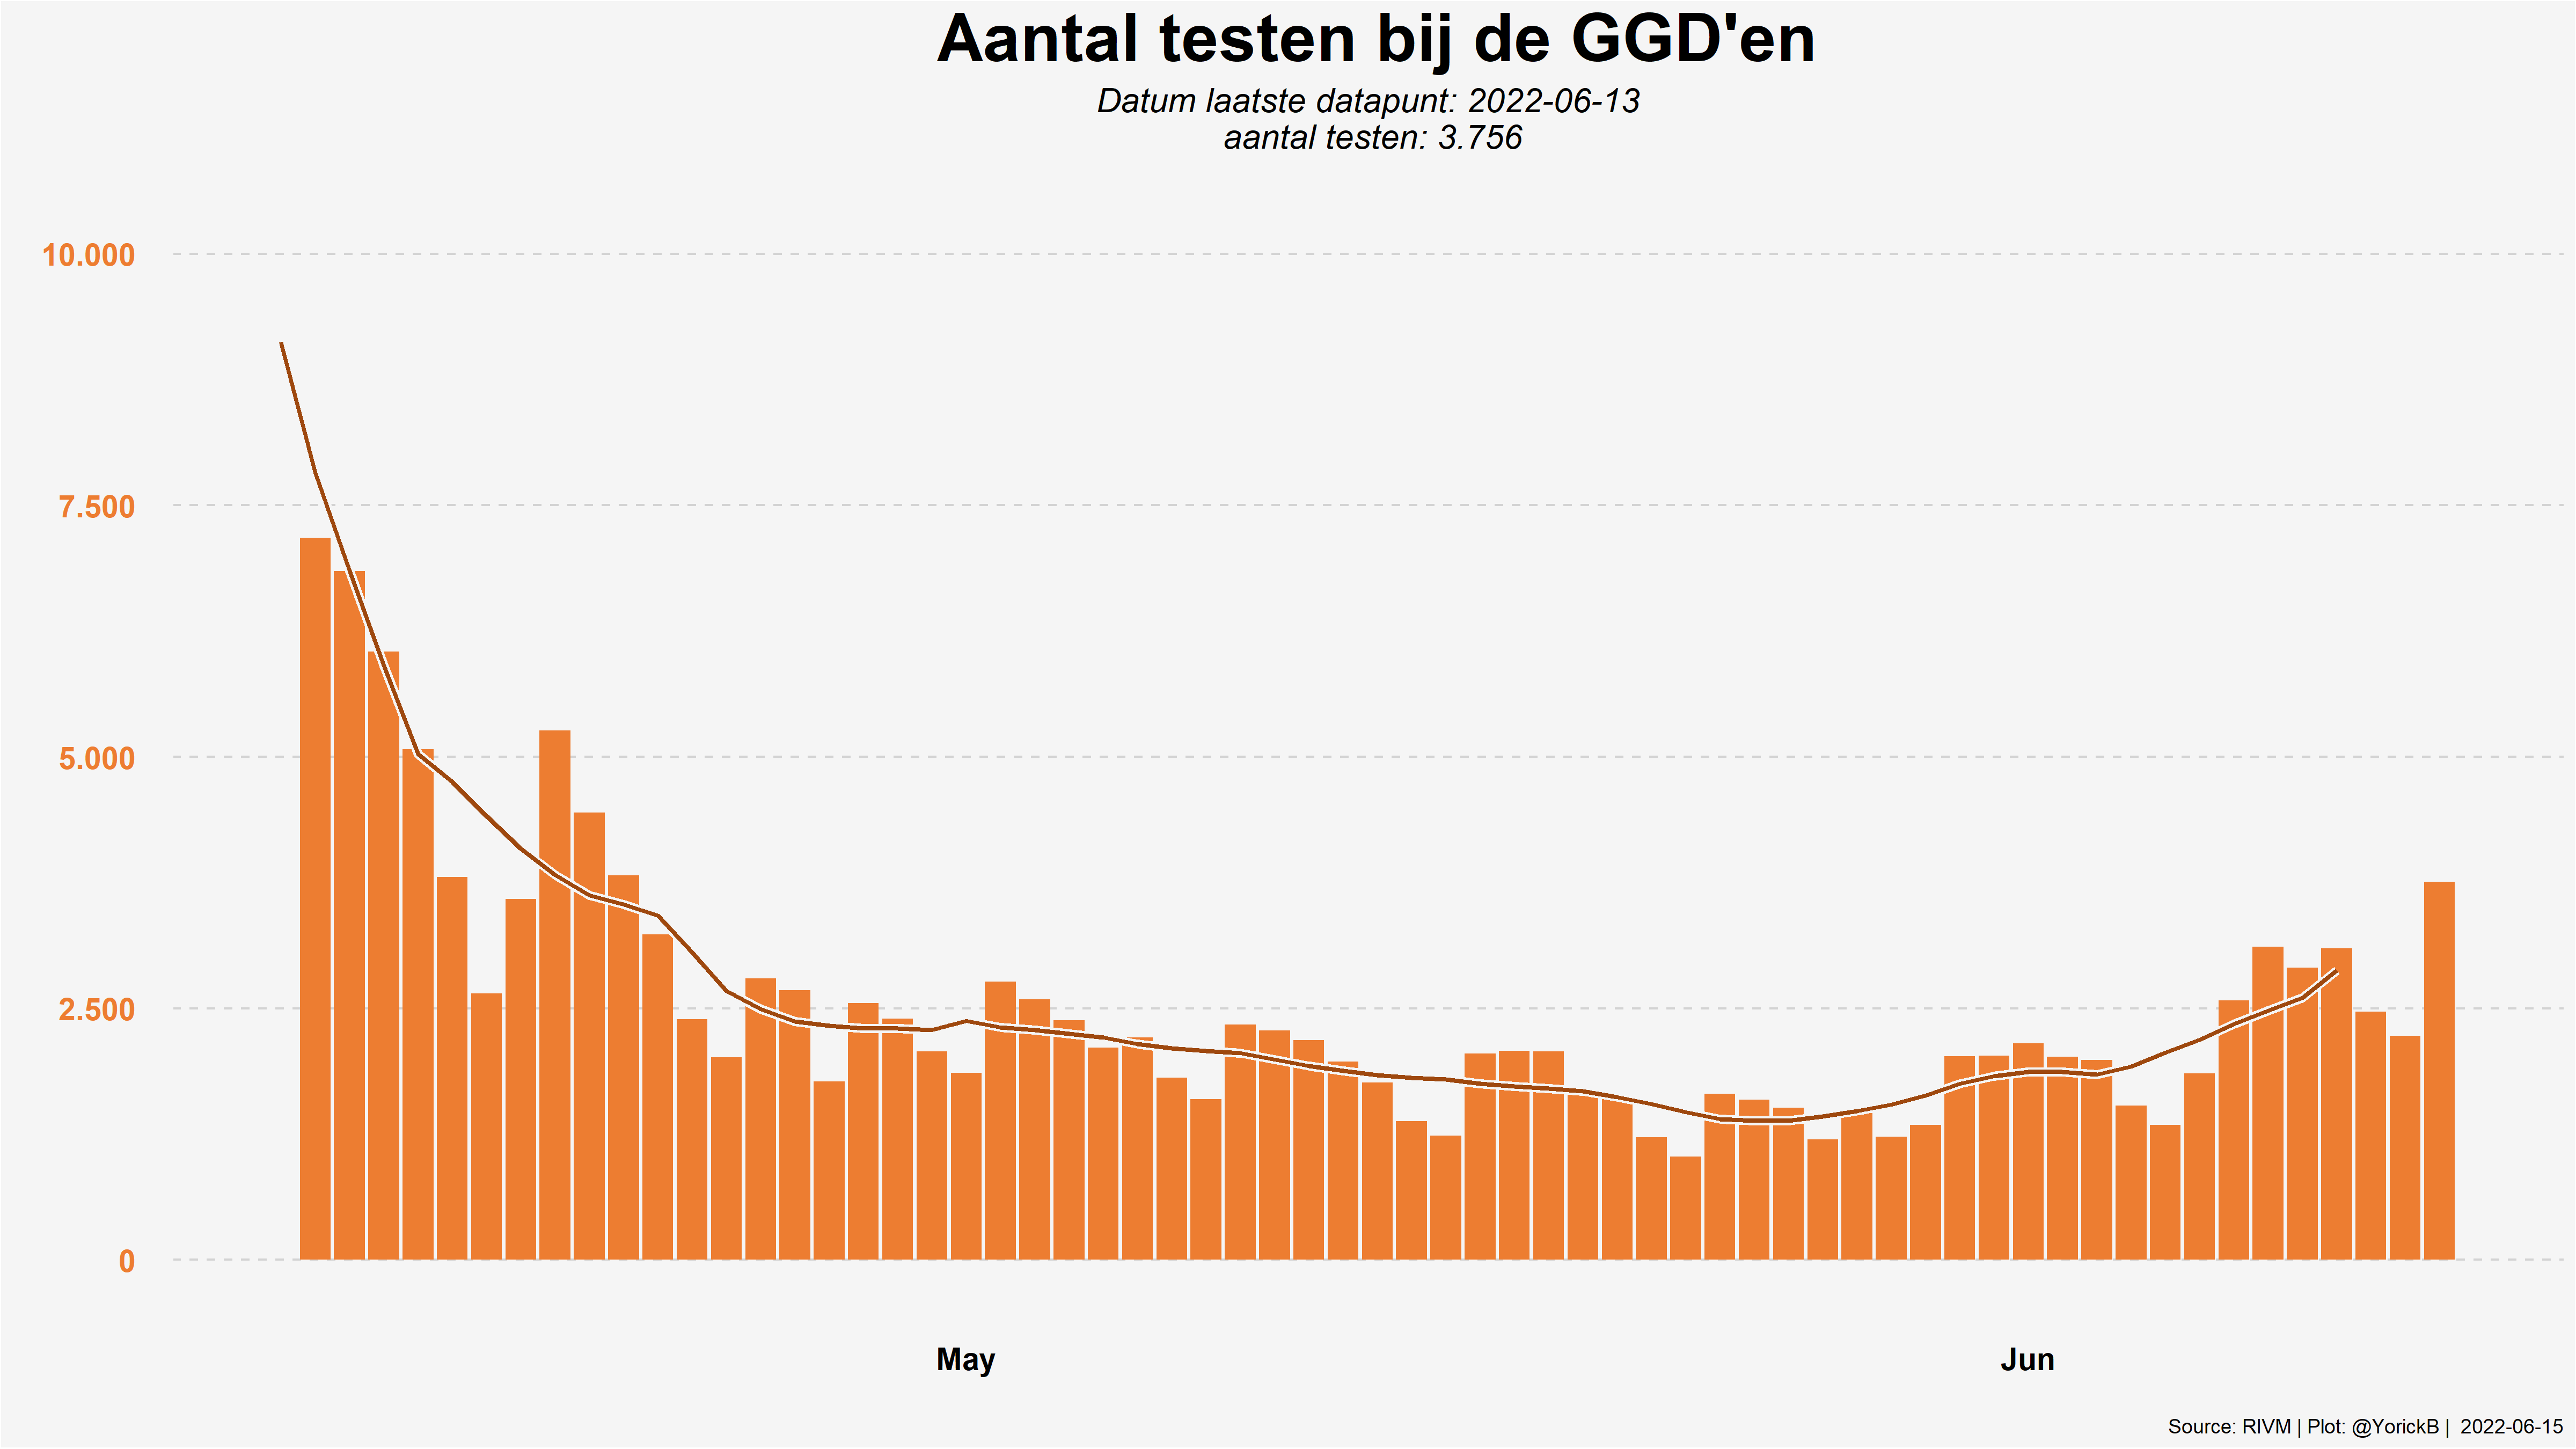 Aantal testen bij de GGD'en
Datum laatste datapunt: 2022-06-13
aantal testen: 3.756
10.000
7.500
5.000
2.500
0
May Jun
Source: RIVM | Plot: @YorickB | 2022-06-15